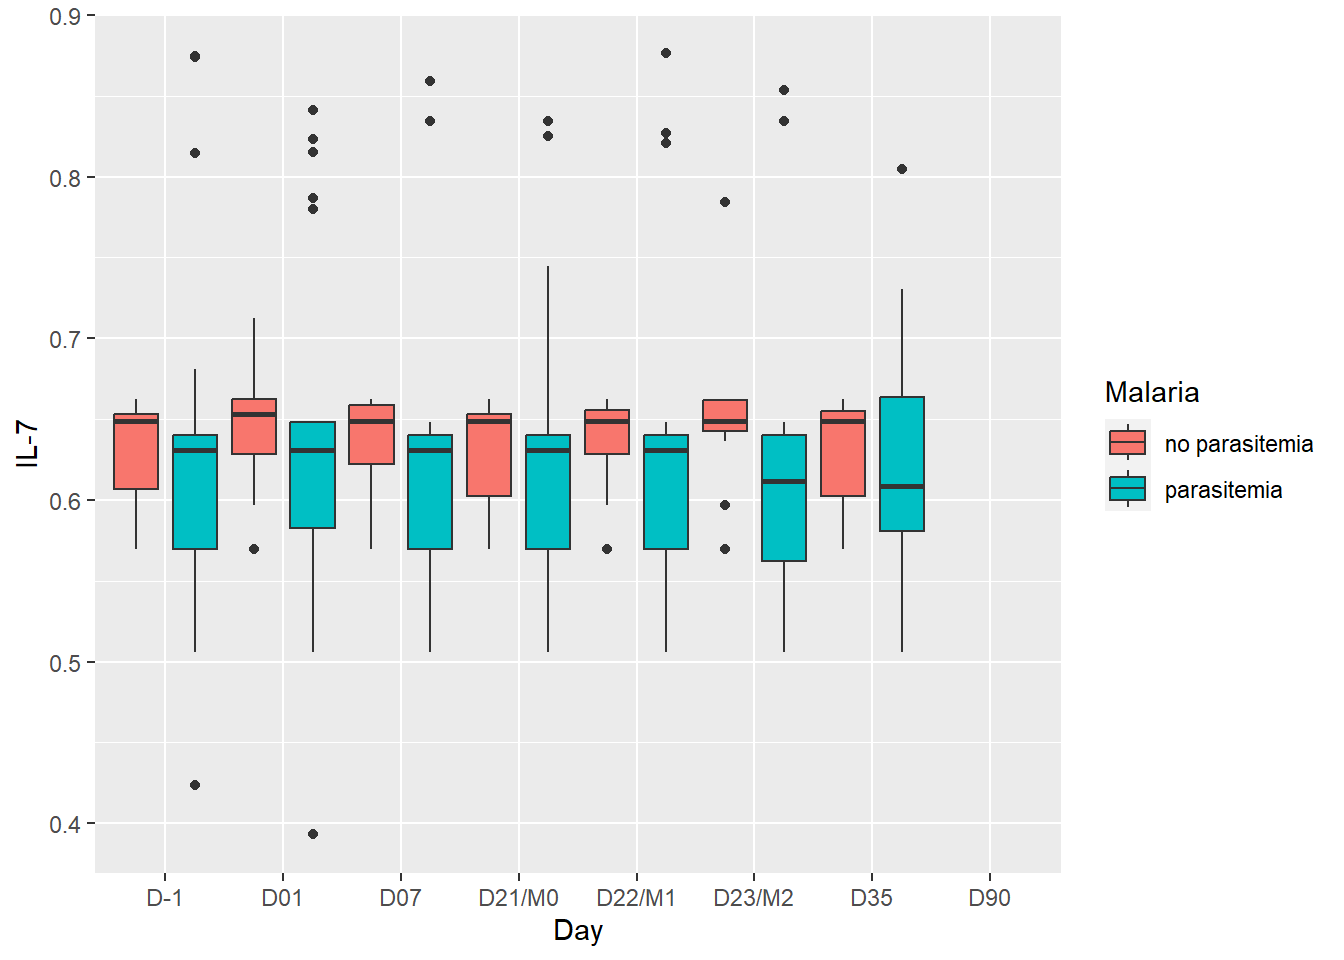 0.9
0.8
0.7
0.6
0.5
0.4
IL-7
D-1 D01 D07 D21/M0 D22/M1 D23/M2 D35 D90
Day
Malaria
no parasitemia
parasitemia